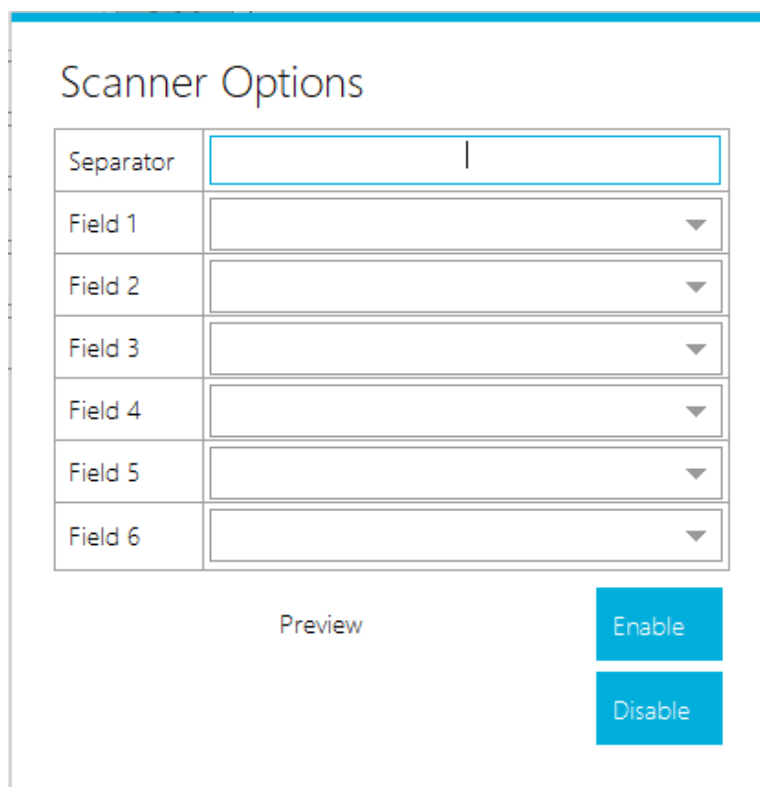 Scanner Options
Separator
Field 1
Field 2
Field 3
Field 4
Field 5
Field 6
Preview
Enable
Disable